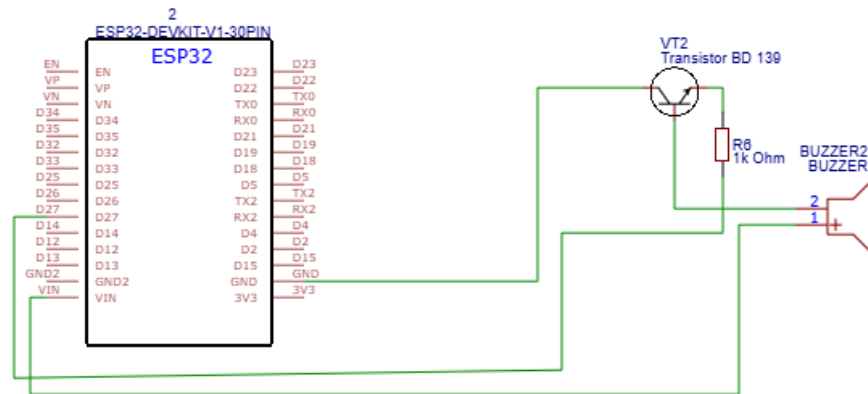 2
ESP32-DEVKIT-V1-30PIN
ESP32
EN EN D23 D23
VP VP D22 D22
VN VN TX0 TX0
D34 D34 RX0 RX0
D35 D35 D21 D21
D32 D32 D19 D19
D33 D33 D18 D18
D25 D25 D5 D5
D26 D26 TX2 TX2
D27 D27 RX2 RX2
D14 D14 D4 D4
D12 D12 D2 D2
D13 D13 D15 D15
GND2 GND2 GND GND
VIN VIN 3V3 3V3
VT2
Transistor BD 139
R6
1k Ohm
BUZZER2
BUZZER
2
1
+